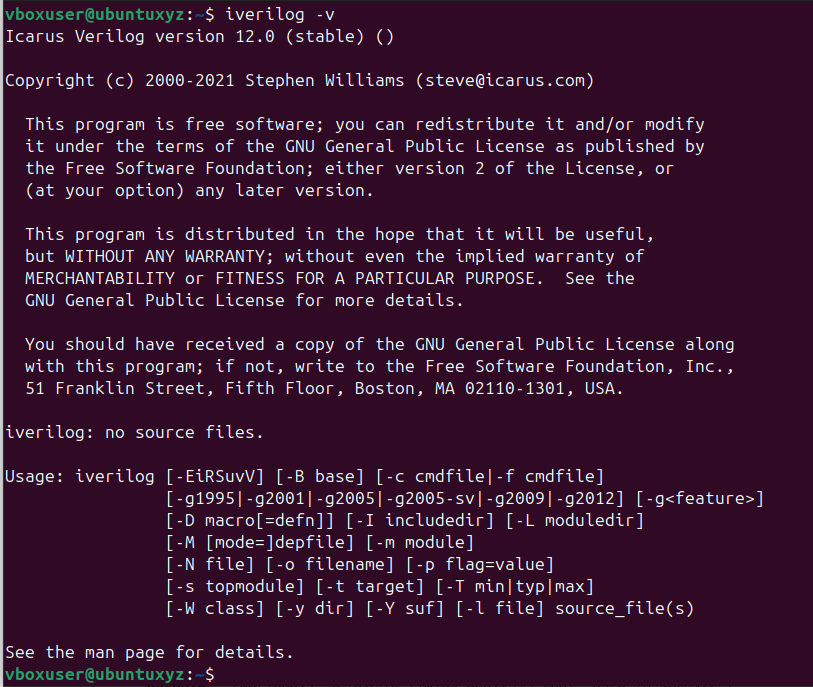 vboxuser@ubuntuxyz:~$ iverilog -v
Icarus Verilog version 12.0 (stable) ()
Copyright (c) 2000-2021 Stephen Williams (steve@icarus.com)
This program is free software; you can redistribute it and/or modify
it under the terms of the GNU General Public License as published by
the Free Software Foundation; either version 2 of the License, or
(at your option) any later version.
This program is distributed in the hope that it will be useful,
but WITHOUT ANY WARRANTY; without even the implied warranty of
MERCHANTABILITY or FITNESS FOR A PARTICULAR PURPOSE.  See the
GNU General Public License for more details.
You should have received a copy of the GNU General Public License along
with this program; if not, write to the Free Software Foundation, Inc.,
51 Franklin Street, Fifth Floor, Boston, MA 02110-1301, USA.
iverilog: no source files.
Usage: iverilog [-EiRSuvV] [-B base] [-c cmdfile|-f cmdfile]
[-g1995|-g2001|-g2005|-g2005-sv|-g2009|-g2012] [-g<feature>]
[-D macro[=defn]] [-I includedir] [-L moduledir]
[-M [mode=]depfile] [-m module]
[-N file] [-o filename] [-p flag=value]
[-s topmodule] [-t target] [-T min|typ|max]
[-W class] [-y dir] [-Y suf] [-l file] source_file(s)
See the man page for details.
vboxuser@ubuntuxyz:~$